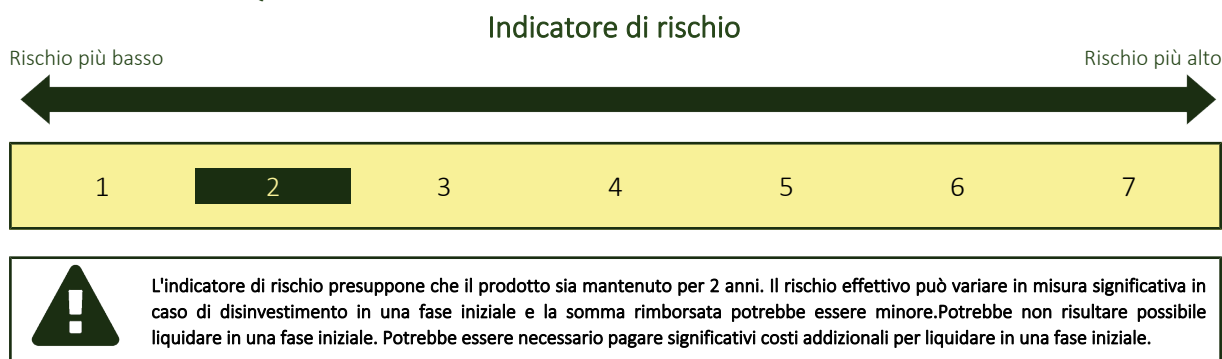 Indicatore di rischio
Rischio più basso
Rischio più alto
1 2 3 4 5 6 7
L'indicatore di rischio presuppone che il prodotto sia mantenuto per 2 anni. Il rischio effettivo può variare in misura significativa in
caso di disinvestimento in una fase iniziale e la somma rimborsata potrebbe essere minore.Potrebbe non risultare possibile
liquidare in una fase iniziale. Potrebbe essere necessario pagare significativi costi addizionali per liquidare in una fase iniziale.